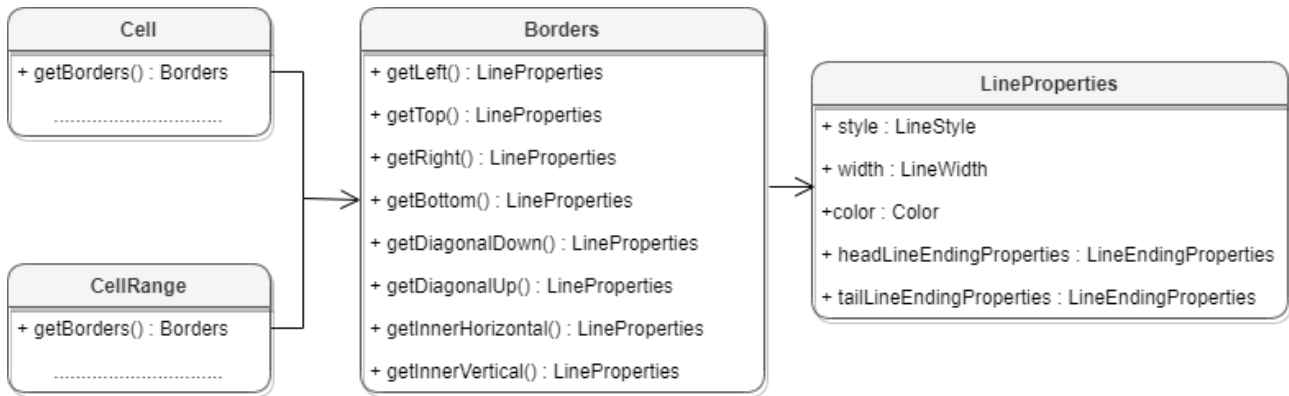 Cell
+ getBorders() : Borders
................................
CellRange
+ getBorders() : Borders
................................
Borders
+ getLeft() : LineProperties
+ getTop() : LineProperties
+ getRight() : LineProperties
+ getBottom() : LineProperties
+ getDiagonalDown() : LineProperties
+ getDiagonalUp() : LineProperties
+ getInnerHorizontal() : LineProperties
+ getInnerVertical() : LineProperties
LineProperties
+ style : LineStyle
+ width : LineWidth
+color : Color
+ headLineEndingProperties : LineEndingProperties
+ tailLineEndingProperties : LineEndingProperties